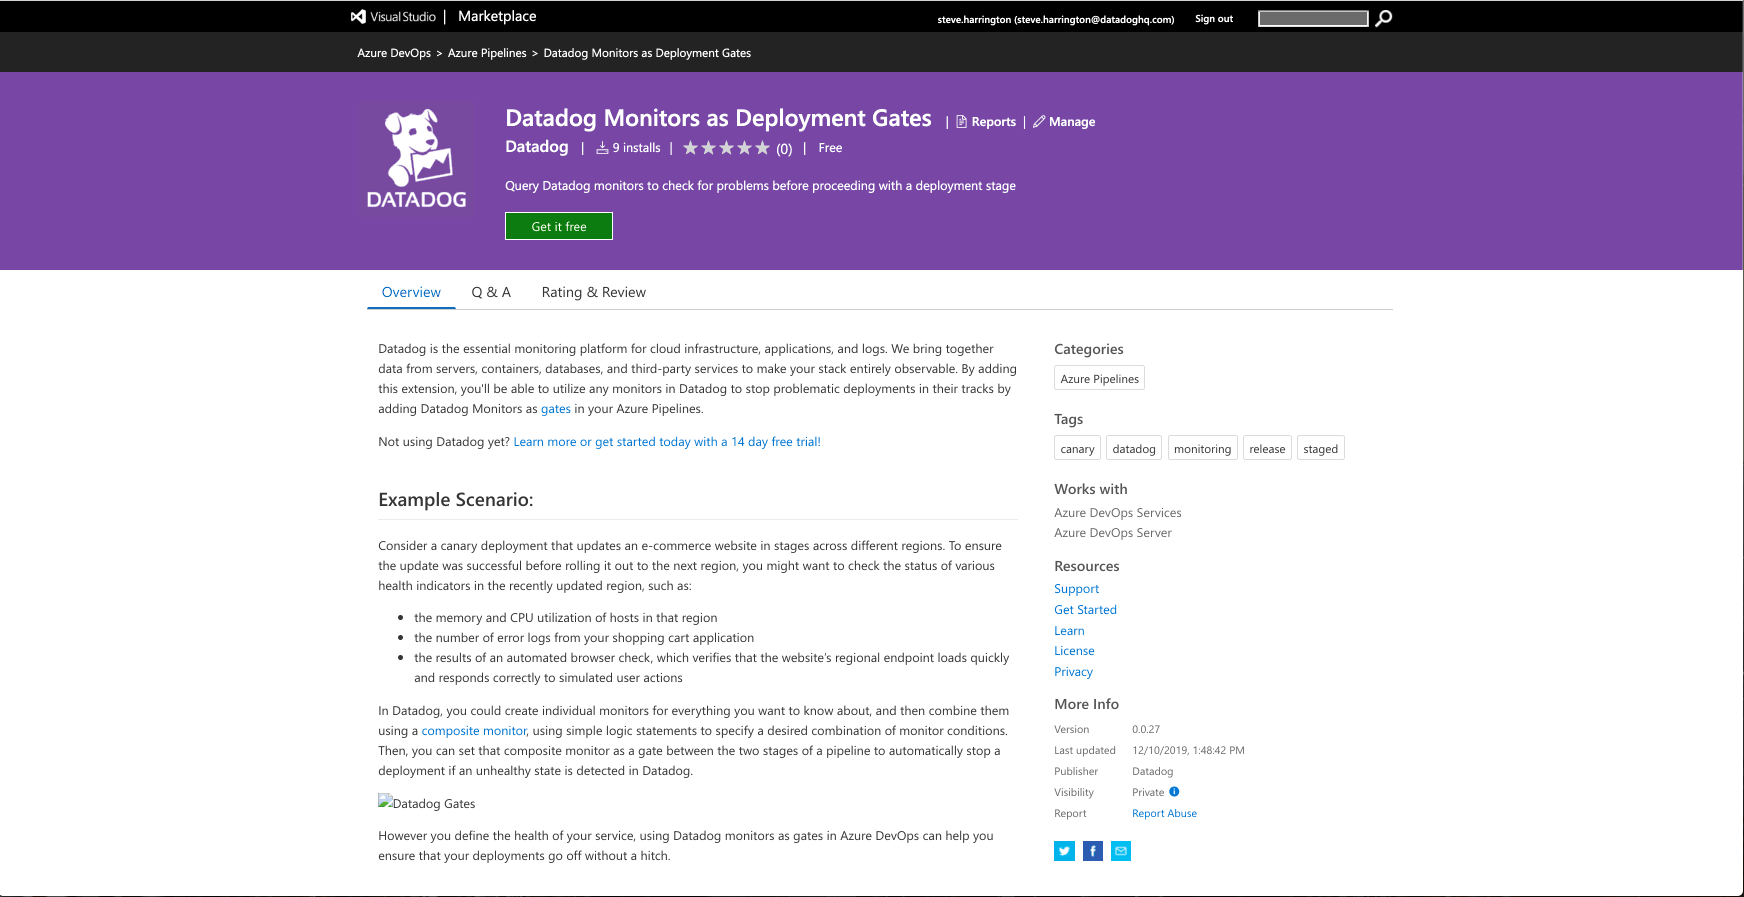 Visual Studio | Marketplace
steve.harrington (steve.harrington@datadoghq.com) Sign out
Azure DevOps > Azure Pipelines > Datadog Monitors as Deployment Gates
DATADOG
Datadog Monitors as Deployment Gates | Reports | Manage
Datadog | 9 installs | (0) | Free
Query Datadog monitors to check for problems before proceeding with a deployment stage
Get it free
Overview Q & A Rating & Review
Datadog is the essential monitoring platform for cloud infrastructure, applications, and logs. We bring together
data from servers, containers, databases, and third-party services to make your stack entirely observable. By adding
this extension, you'll be able to utilize any monitors in Datadog to stop problematic deployments in their tracks by
adding Datadog Monitors as gates in your Azure Pipelines.
Not using Datadog yet? Learn more or get started today with a 14 day free trial!
Example Scenario:
Consider a canary deployment that updates an e-commerce website in stages across different regions. To ensure
the update was successful before rolling it out to the next region, you might want to check the status of various
health indicators in the recently updated region, such as:
• the memory and CPU utilization of hosts in that region
• the number of error logs from your shopping cart application
• the results of an automated browser check, which verifies that the website's regional endpoint loads quickly
and responds correctly to simulated user actions
In Datadog, you could create individual monitors for everything you want to know about, and then combine them
using a composite monitor, using simple logic statements to specify a desired combination of monitor conditions.
Then, you can set that composite monitor as a gate between the two stages of a pipeline to automatically stop a
deployment if an unhealthy state is detected in Datadog.
Datadog Gates
However you define the health of your service, using Datadog monitors as gates in Azure DevOps can help you
ensure that your deployments go off without a hitch.
Categories
Azure Pipelines
Tags
canary datadog monitoring release staged
Works with
Azure DevOps Services
Azure DevOps Server
Resources
Support
Get Started
Learn
License
Privacy
More Info
Version 0.0.27
Last updated 12/10/2019, 1:48:42 PM
Publisher Datadog
Visibility Private
Report Report Abuse